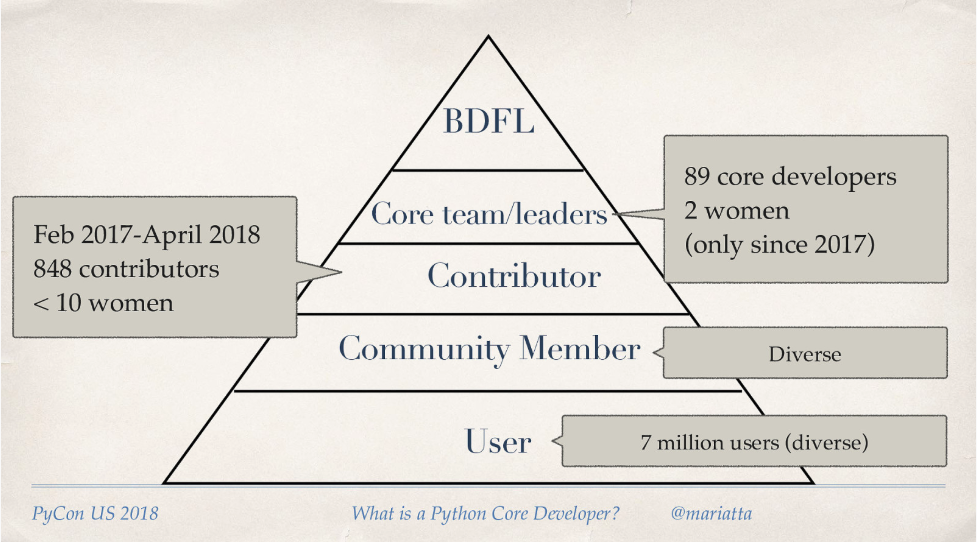 BDFL
Core team/leaders
89 core developers
2 women
(only since 2017)
Feb 2017-April 2018
848 contributors
< 10 women
Contributor
Community Member
Diverse
User
7 million users (diverse)
PyCon US 2018
What is a Python Core Developer?
@mariatta